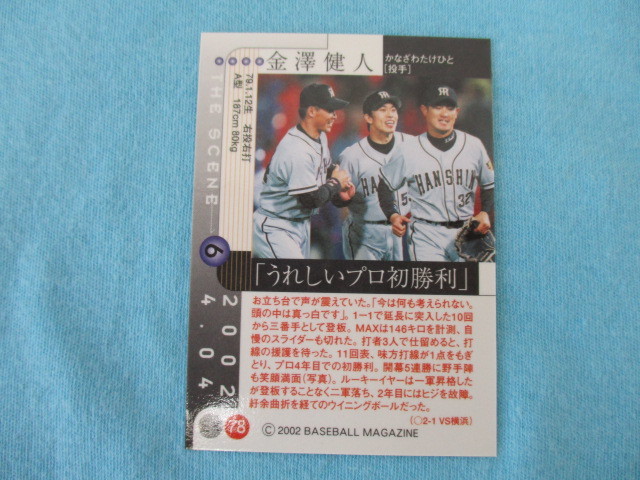 金澤健人
かなざわたけひと
[投手]
79.1.12生 右投右打
A型 187cm 80kg
THE SCENE
6
2002
4.04
HANSHIN
32
「うれしいプロ初勝利」
お立ち台で声が震えていた。「今は何も考えられない。
頭の中は真っ白です」。1ー1で延長に突入した10回
から三番手として登板。MAXは146キロを計測、自
慢のスライダーも切れた。打者3人で仕留めると、打
線の援護を待った。11回表、味方打線が1点をもぎ
とり、プロ4年目での初勝利。開幕5連勝に野手陣
も笑顔満面(写真)。ルーキーイヤーは一軍昇格した
が登板することなく二軍落ち、2年目にはヒジを故障。
好余曲折を経てのウイニングボールだった。
(○2-1 VS横浜)
78
©2002 BASEBALL MAGAZINE